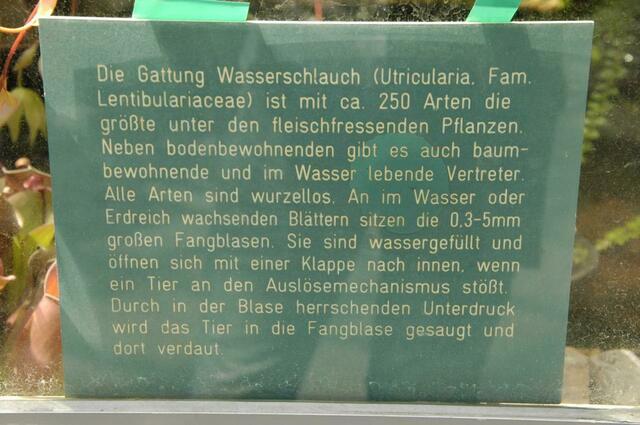 Die Gattung Wasserschlauch (Utricularia, Fam.
Lentibulariaceae) ist mit ca. 250 Arten die
größte unter den fleischfressenden Pflanzen.
Neben bodenbewohnenden gibt es auch baum-
bewohnende und im Wasser lebende Vertreter.
Alle Arten sind wurzellos. An im Wasser oder
Erdreich wachsenden Blättern sitzen die 0,3-5mm
großen Fangblasen. Sie sind wassergefüllt und
öffnen sich mit einer Klappe nach innen, wenn
ein Tier an den Auslösemechanismus stößt.
Durch in der Blase herrschenden Unterdruck
wird das Tier in die Fangblase gesaugt und
dort verdaut.